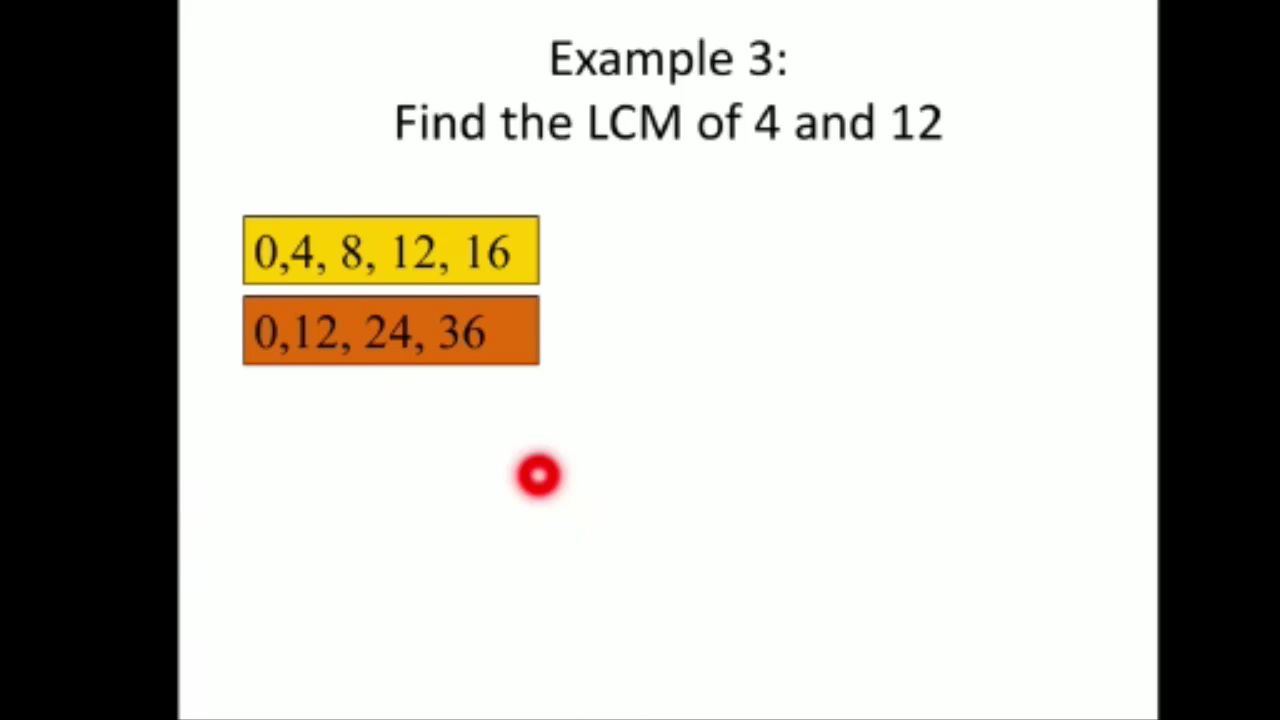 Example 3:
Find the LCM of 4 and 12
0,4, 8, 12, 16
0,12, 24, 36